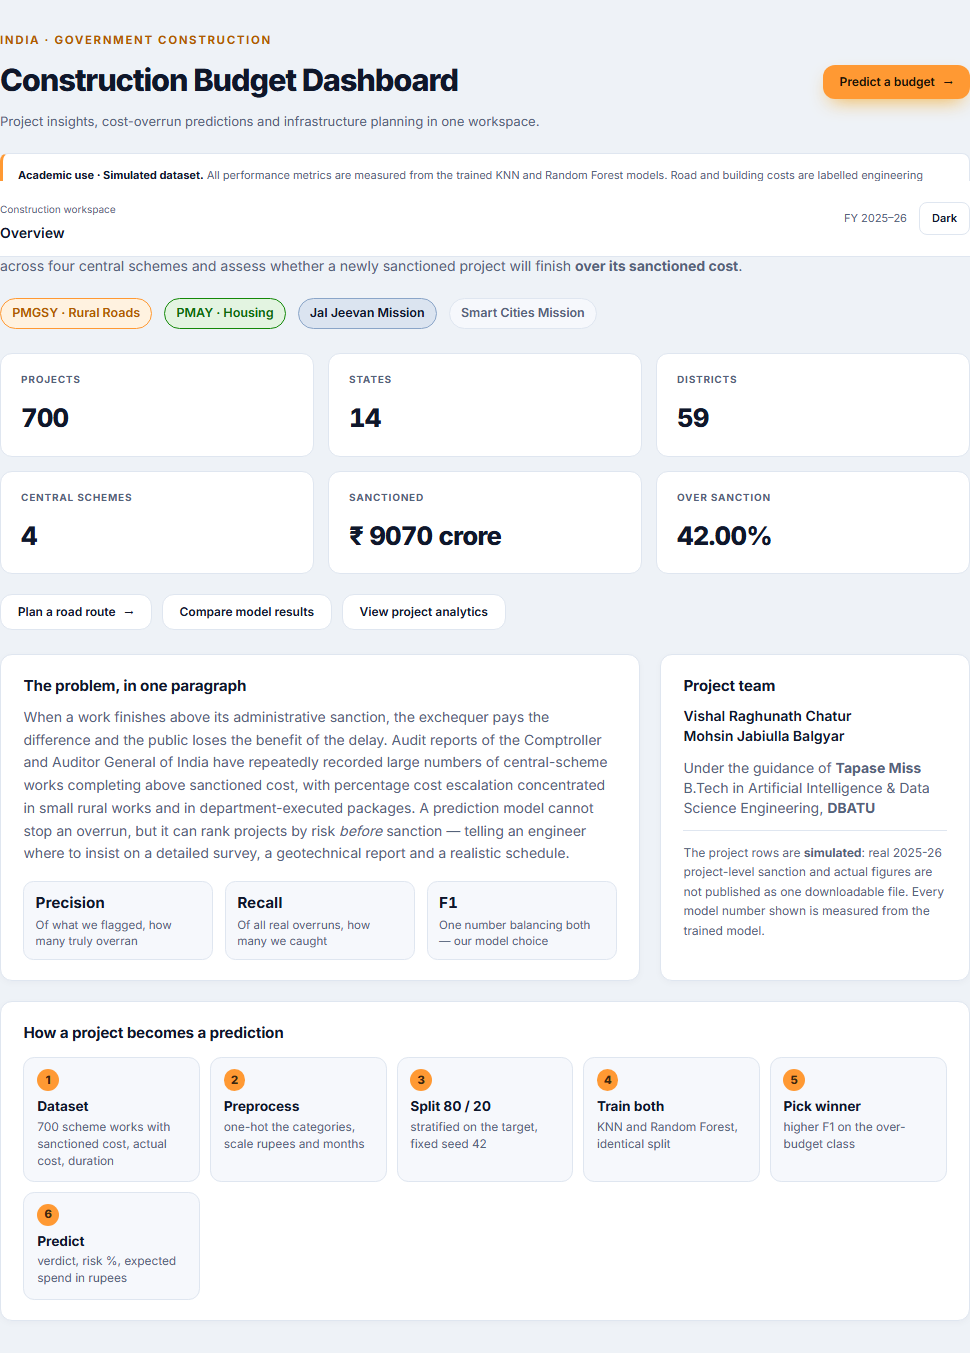 INDIA · GOVERNMENT CONSTRUCTION
Construction Budget Dashboard
Predict a budget →
Project insights, cost-overrun predictions and infrastructure planning in one workspace.
Academic use · Simulated dataset. All performance metrics are measured from the trained KNN and Random Forest models. Road and building costs are labelled engineering
Construction workspace
Overview
FY 2025–26
Dark
across four central schemes and assess whether a newly sanctioned project will finish over its sanctioned cost.
PMGSY · Rural Roads
PMAY · Housing
Jal Jeevan Mission
Smart Cities Mission
PROJECTS
700
STATES
14
DISTRICTS
59
CENTRAL SCHEMES
4
SANCTIONED
₹ 9070 crore
OVER SANCTION
42.00%
Plan a road route →
Compare model results
View project analytics
The problem, in one paragraph
When a work finishes above its administrative sanction, the exchequer pays the
difference and the public loses the benefit of the delay. Audit reports of the Comptroller
and Auditor General of India have repeatedly recorded large numbers of central-scheme
works completing above sanctioned cost, with percentage cost escalation concentrated
in small rural works and in department-executed packages. A prediction model cannot
stop an overrun, but it can rank projects by risk before sanction — telling an engineer
where to insist on a detailed survey, a geotechnical report and a realistic schedule.
Precision
Of what we flagged, how
many truly overran
Recall
Of all real overruns, how
many we caught
F1
One number balancing both
— our model choice
Project team
Vishal Raghunath Chatur
Mohsin Jabiulla Balgyar
Under the guidance of Tapase Miss
B.Tech in Artificial Intelligence & Data
Science Engineering, DBATU
The project rows are simulated: real 2025-26
project-level sanction and actual figures are
not published as one downloadable file. Every
model number shown is measured from the
trained model.
How a project becomes a prediction
1
Dataset
700 scheme works with
sanctioned cost, actual
cost, duration
2
Preprocess
one-hot the categories,
scale rupees and months
3
Split 80 / 20
stratified on the target,
fixed seed 42
4
Train both
KNN and Random Forest,
identical split
5
Pick winner
higher F1 on the over-
budget class
6
Predict
verdict, risk %, expected
spend in rupees